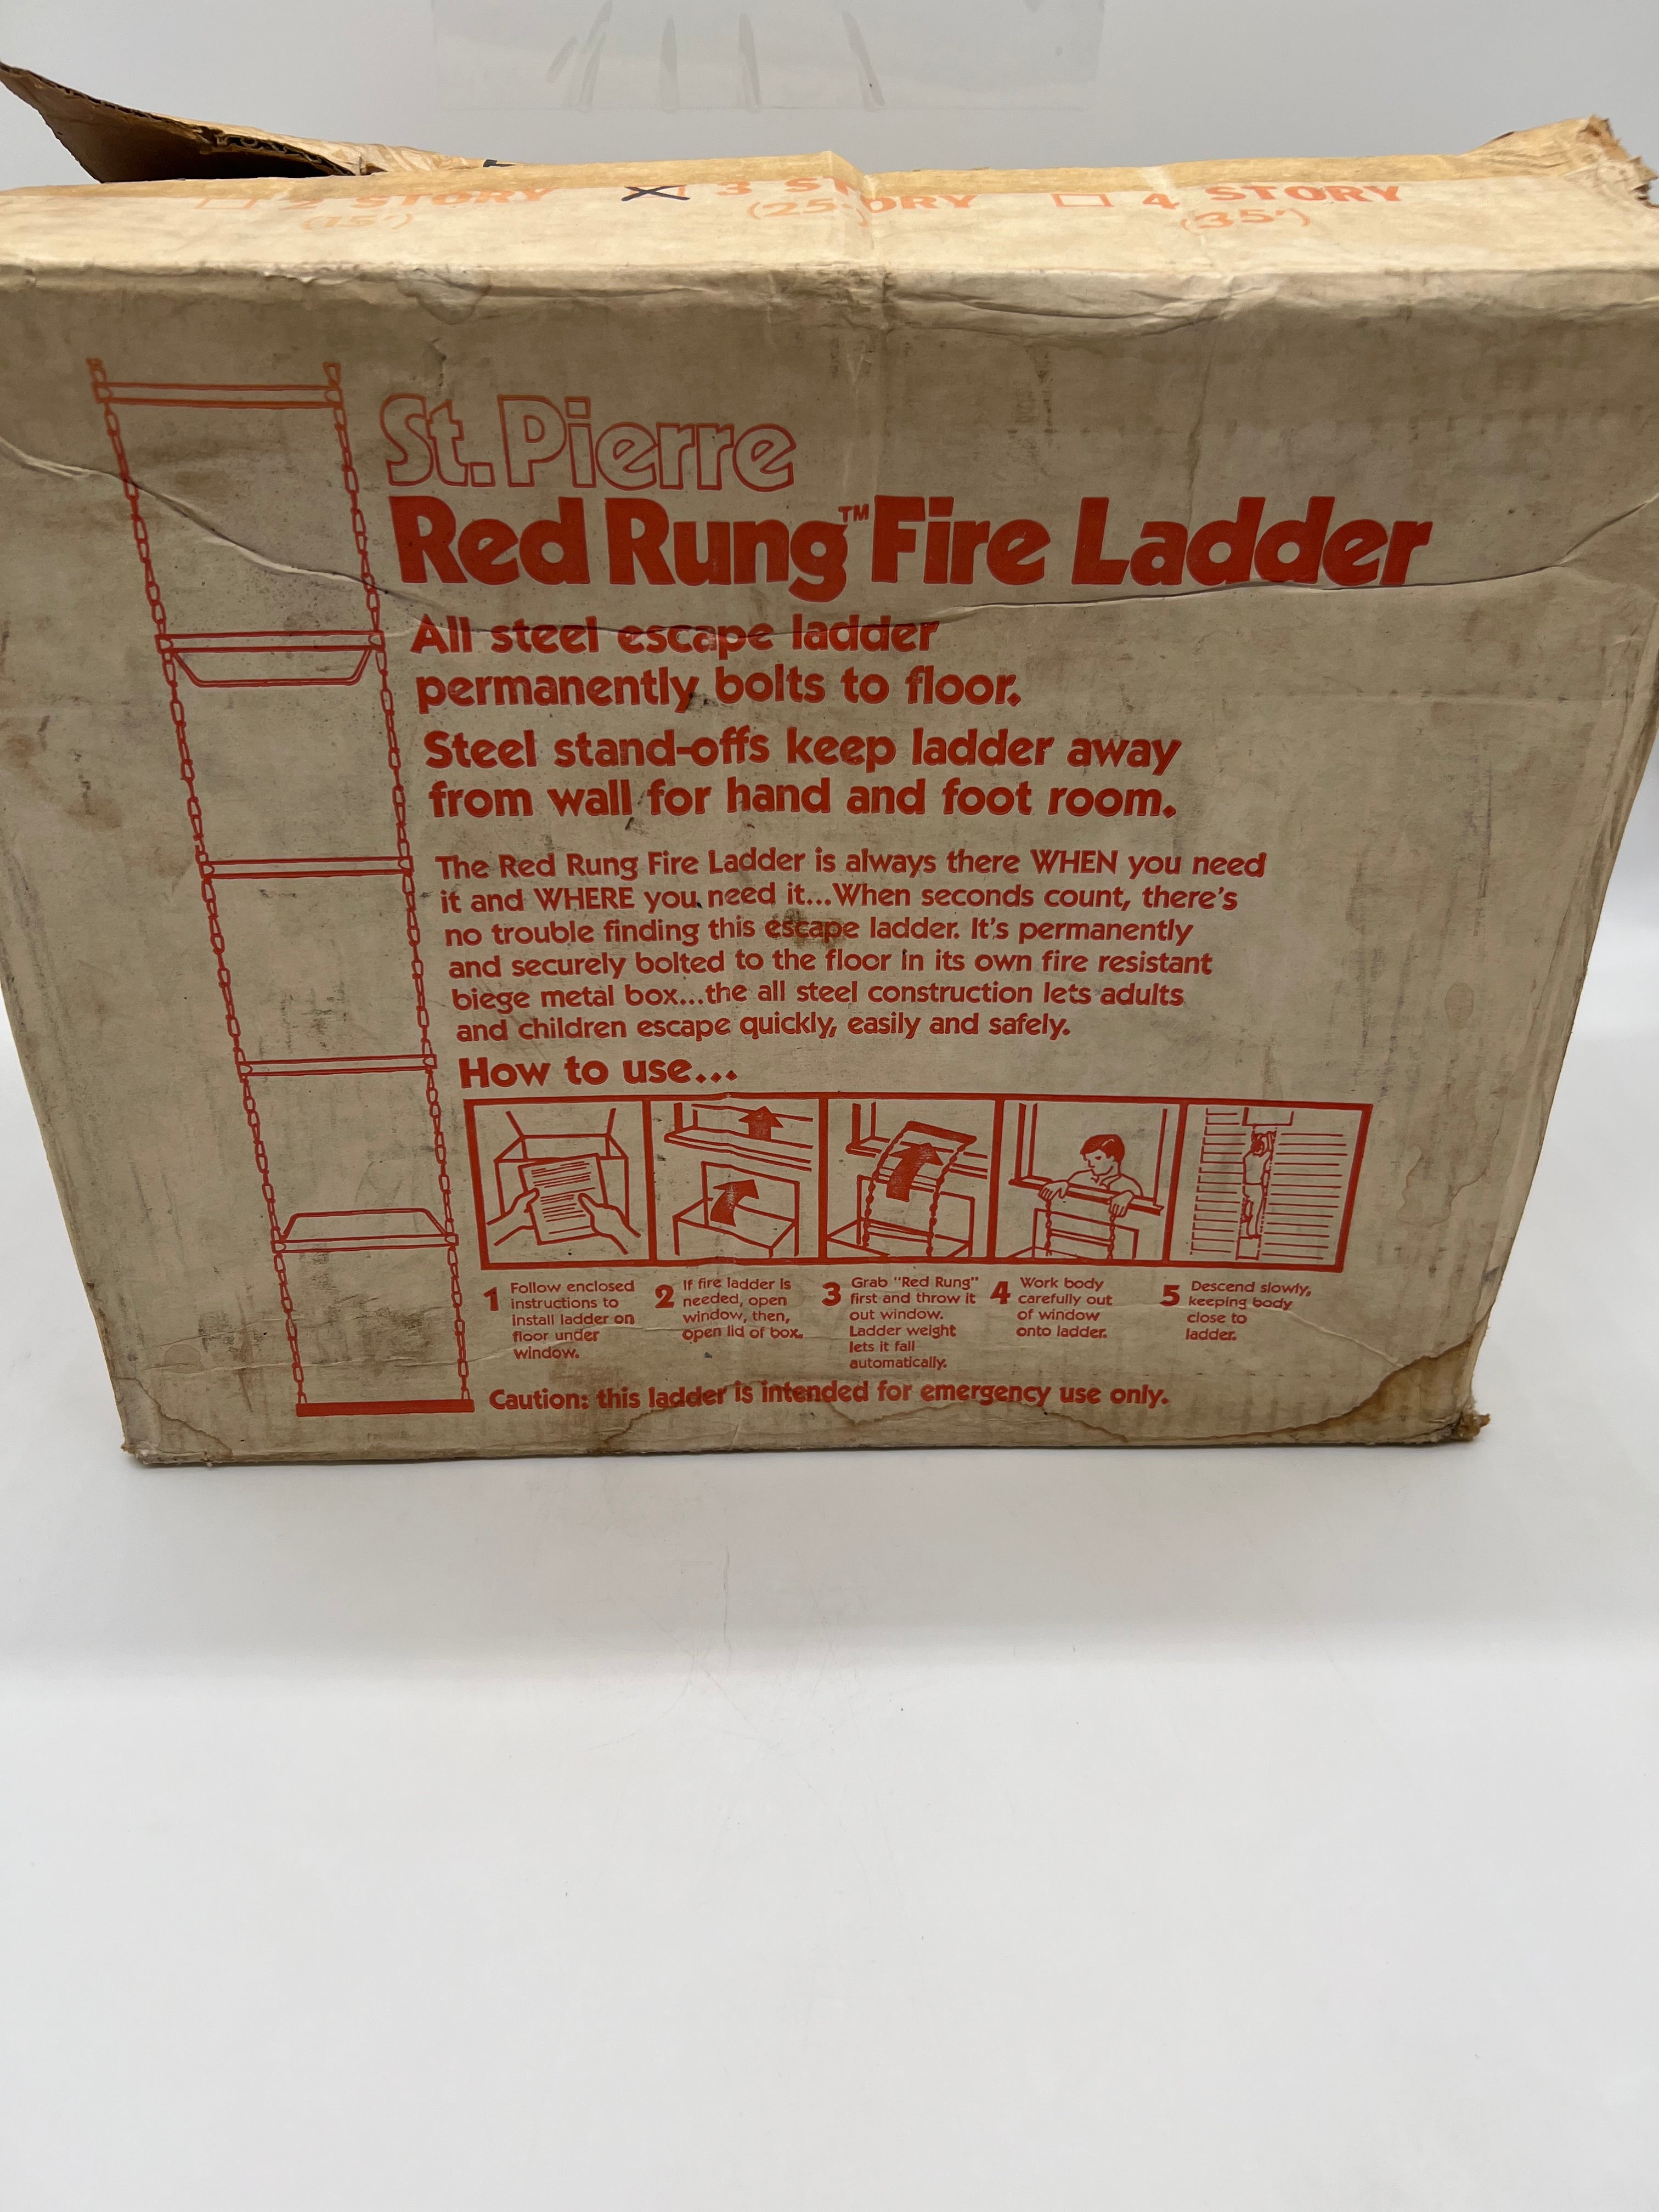 2 STORY 3 STORY 4 STORY
(15') (25') (35')
St. Pierre
Red Rung™ Fire Ladder
All steel escape ladder
permanently bolts to floor.
Steel stand-offs keep ladder away
from wall for hand and foot room.
The Red Rung Fire Ladder is always there WHEN you need
it and WHERE you need it...When seconds count, there's
no trouble finding this escape ladder. It's permanently
and securely bolted to the floor in its own fire resistant
biege metal box...the all steel construction lets adults
and children escape quickly, easily and safely.
How to use...
1 Follow enclosed
instructions to
install ladder on
floor under
window.
2 If fire ladder is
needed, open
window, then,
open lid of box.
3 Grab "Red Rung"
first and throw it
out window.
Ladder weight
lets it fall
automatically.
4 Work body
carefully out
of window
onto ladder.
5 Descend slowly,
keeping body
close to
ladder.
Caution: this ladder is intended for emergency use only.